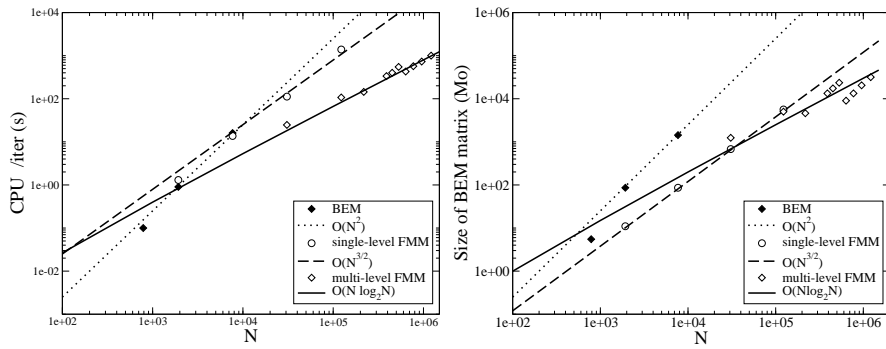 1e+04
1e+02
1e+00
1e-02
CPU /iter (s)
BEM
O(N²)
single-level FMM
O(N³/²)
multi-level FMM
O(N log₂N)
1e+02
1e+03
1e+04
1e+05
1e+06
N
1e+06
1e+04
1e+02
1e+00
Size of BEM matrix (Mo)
BEM
O(N²)
single-level FMM
O(N³/²)
multi-level FMM
O(Nlog₂N)
1e+02
1e+03
1e+04
1e+05
1e+06
N